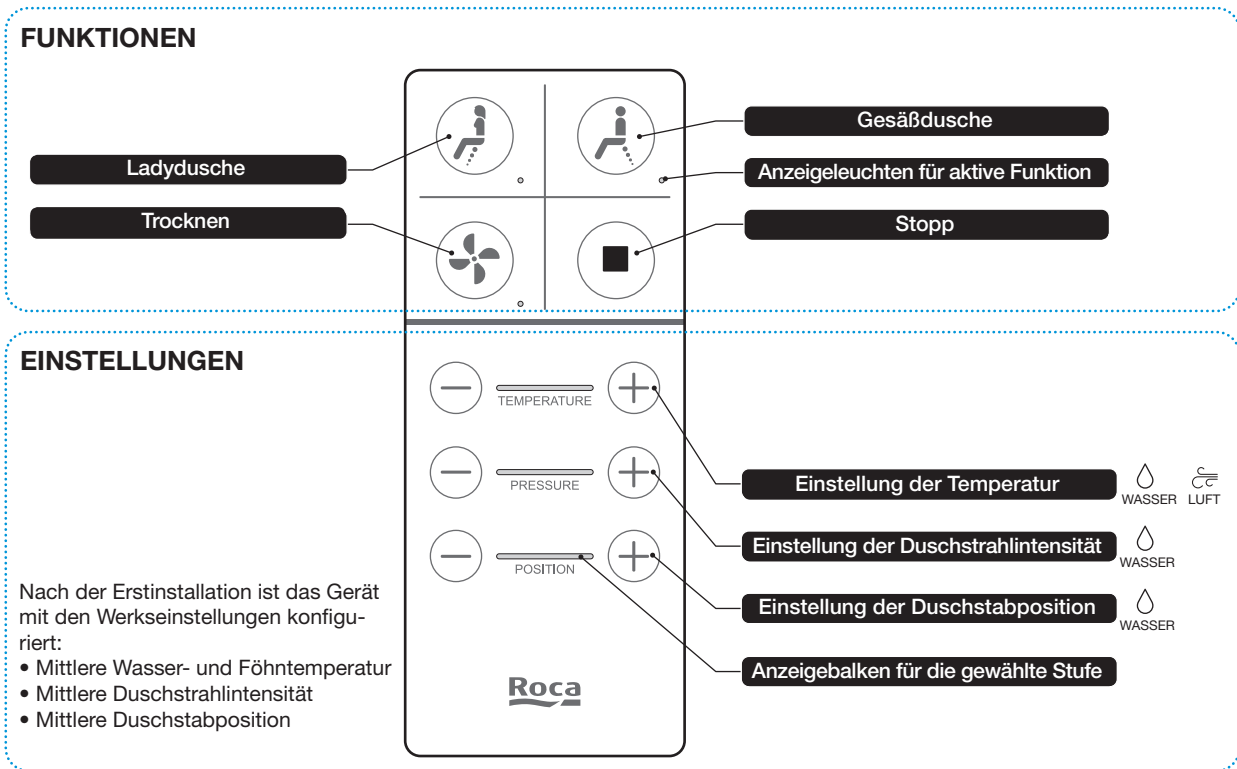 FUNKTIONEN
Ladydusche
Trocknen
Gesäßdusche
Anzeigeleuchten für aktive Funktion
Stopp
EINSTELLUNGEN
TEMPERATURE
PRESSURE
POSITION
Einstellung der Temperatur
WASSER LUFT
Einstellung der Duschstrahlintensität
WASSER
Einstellung der Duschstabposition
WASSER
Anzeigebalken für die gewählte Stufe
Nach der Erstinstallation ist das Gerät
mit den Werkseinstellungen konfigu-
riert:
• Mittlere Wasser- und Föhntemperatur
• Mittlere Duschstrahlintensität
• Mittlere Duschstabposition
Roca